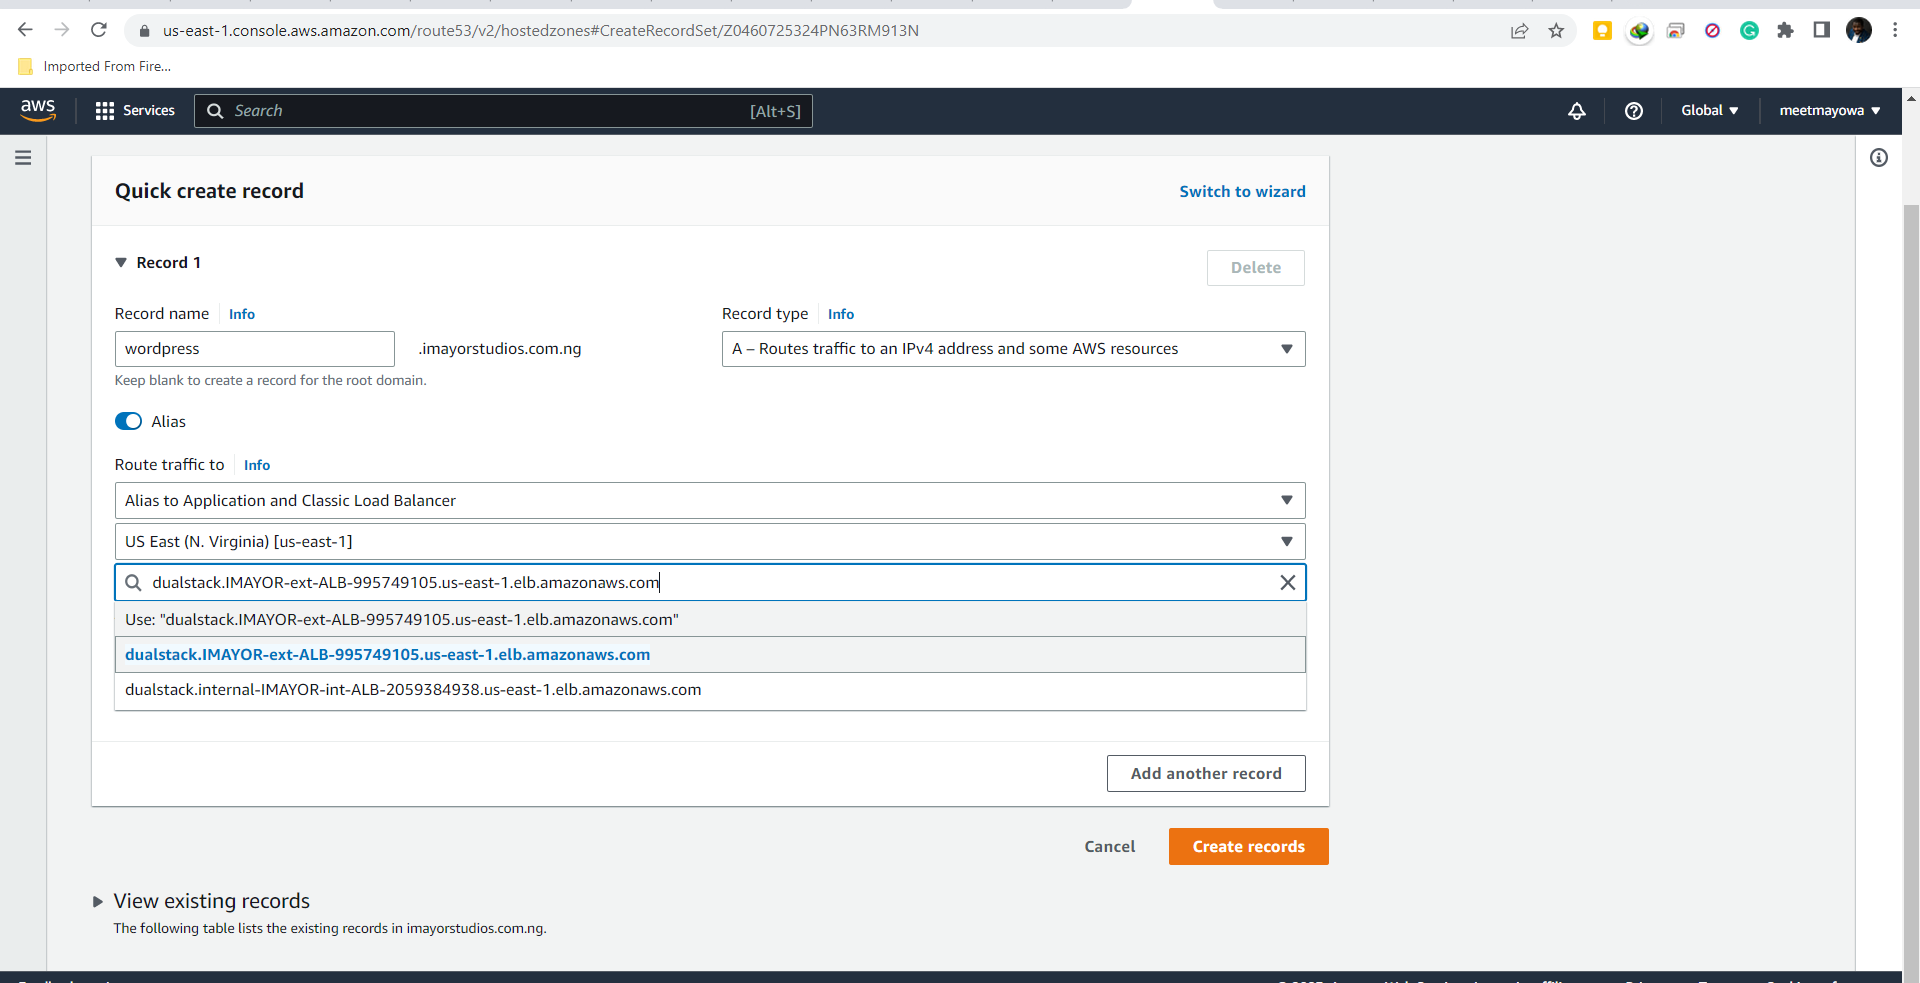 us-east-1.console.aws.amazon.com/route53/v2/hostedzones#CreateRecordSet/Z0460725324PN63RM913N
Imported From Fire...
aws
Services
Search
[Alt+S]
Global
meetmayowa
Quick create record
Switch to wizard
Record 1
Delete
Record name
Info
Record type
Info
wordpress
.imayorstudios.com.ng
A – Routes traffic to an IPv4 address and some AWS resources
Keep blank to create a record for the root domain.
Alias
Route traffic to
Info
Alias to Application and Classic Load Balancer
US East (N. Virginia) [us-east-1]
dualstack.IMAYOR-ext-ALB-995749105.us-east-1.elb.amazonaws.com
Use: "dualstack.IMAYOR-ext-ALB-995749105.us-east-1.elb.amazonaws.com"
dualstack.IMAYOR-ext-ALB-995749105.us-east-1.elb.amazonaws.com
dualstack.internal-IMAYOR-int-ALB-2059384938.us-east-1.elb.amazonaws.com
Add another record
Cancel
Create records
View existing records
The following table lists the existing records in imayorstudios.com.ng.